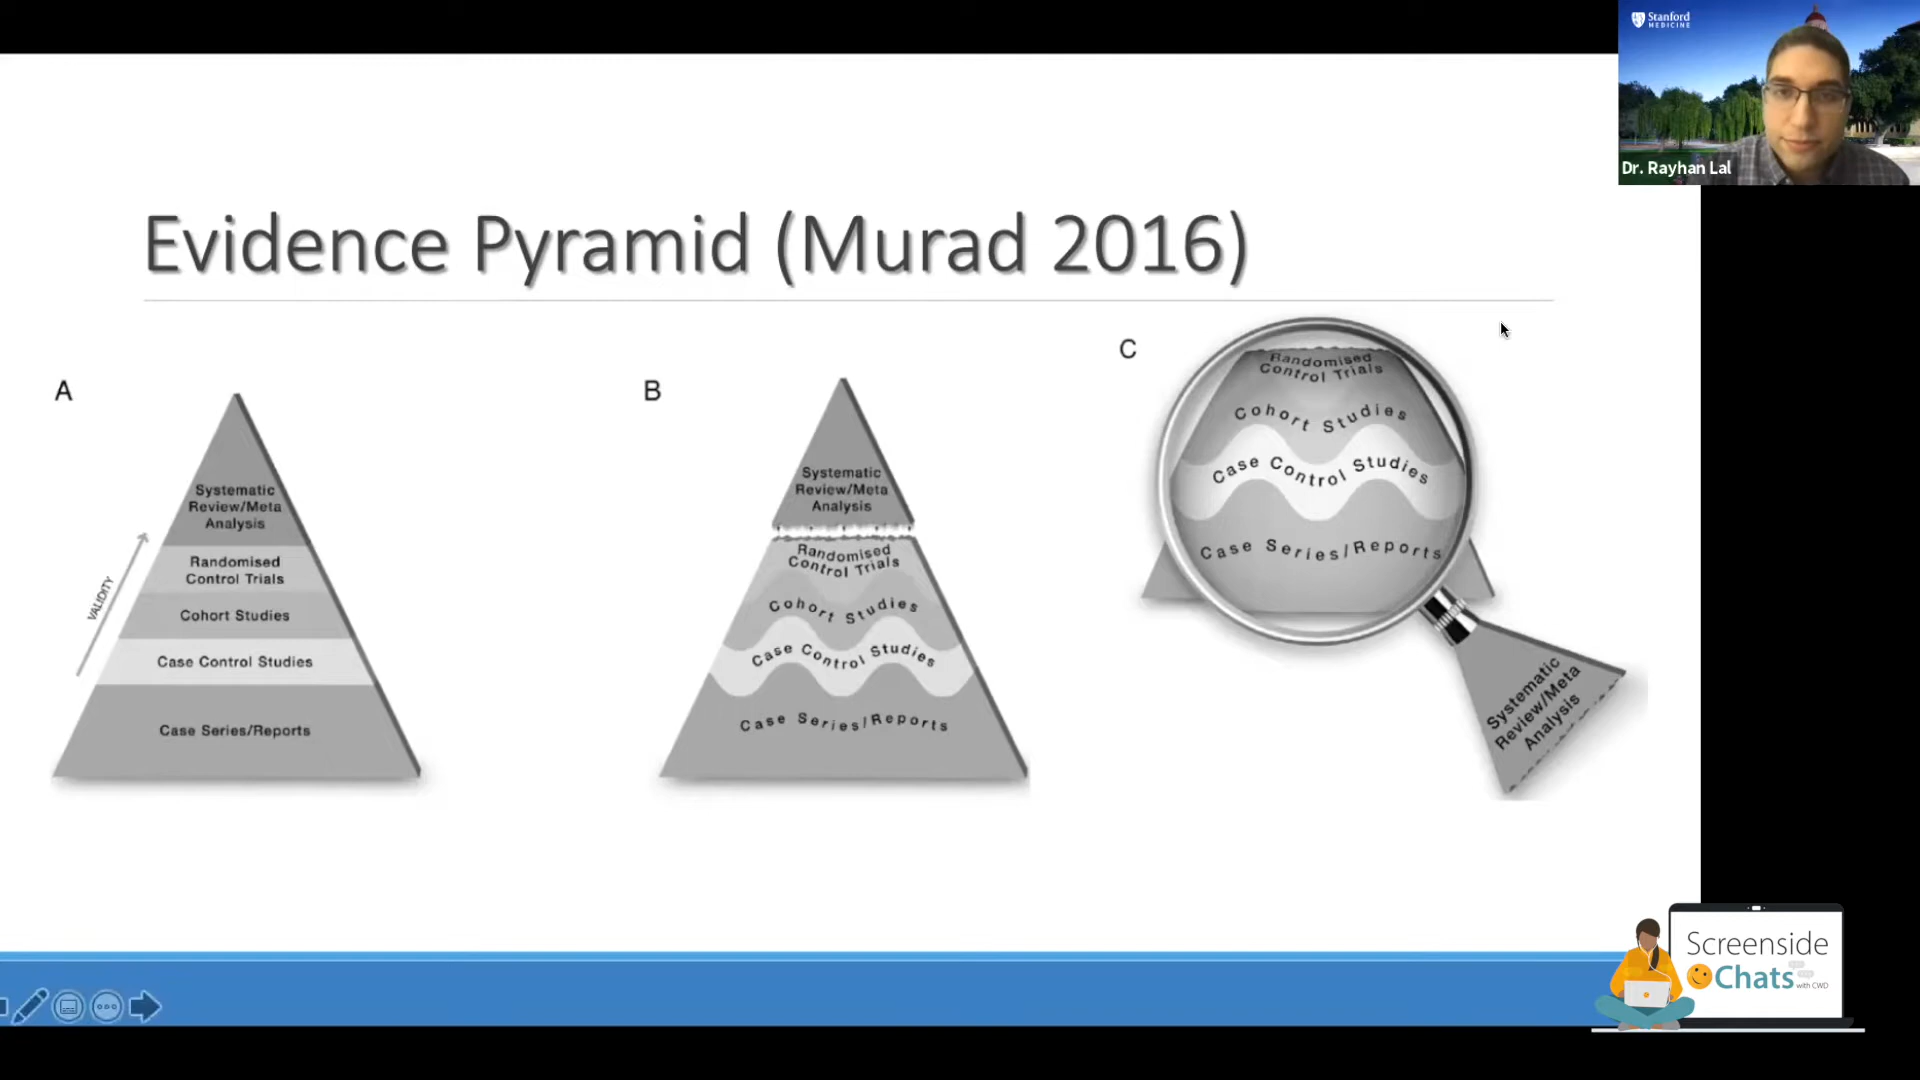 Stanford
MEDICINE
Dr. Rayhan Lal
Evidence Pyramid (Murad 2016)
A
Systematic
Review/Meta
Analysis
Randomised
Control Trials
Cohort Studies
Case Control Studies
Case Series/Reports
VALIDITY
B
Systematic
Review/Meta
Analysis
Randomised
Control Trials
Cohort Studies
Case Control Studies
Case Series/Reports
C
Randomised
Control Trials
Cohort Studies
Case Control Studies
Case Series/Reports
Systematic
Review/Meta
Analysis
Screenside
Chats
with CWD